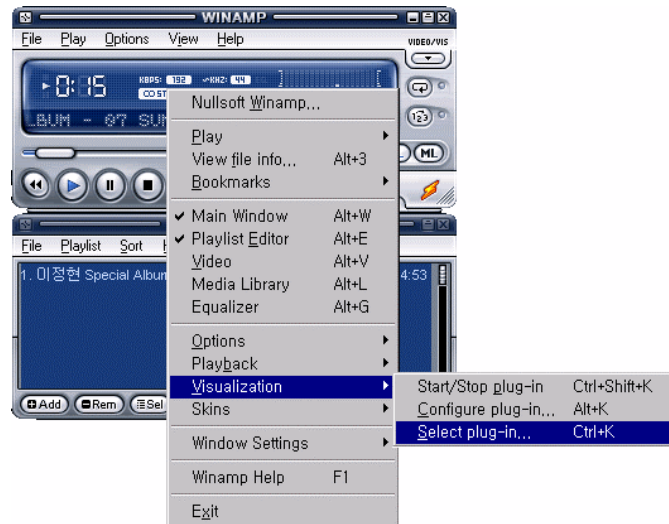 WINAMP
File Play Options View Help
VIDEO/VIS
0:15
KBPS: 192 KHZ: 44
LBUM - 07 SU
ML
Nullsoft Winamp...
Play
View file info... Alt+3
Bookmarks
Main Window Alt+W
Playlist Editor Alt+E
Video Alt+V
Media Library Alt+L
Equalizer Alt+G
Options
Playback
Visualization
Skins
Window Settings
Winamp Help F1
Exit
Start/Stop plug-in Ctrl+Shift+K
Configure plug-in... Alt+K
Select plug-in... Ctrl+K
File Playlist Sort
1. 이정현 Special Album 4:53
Add Rem Sel